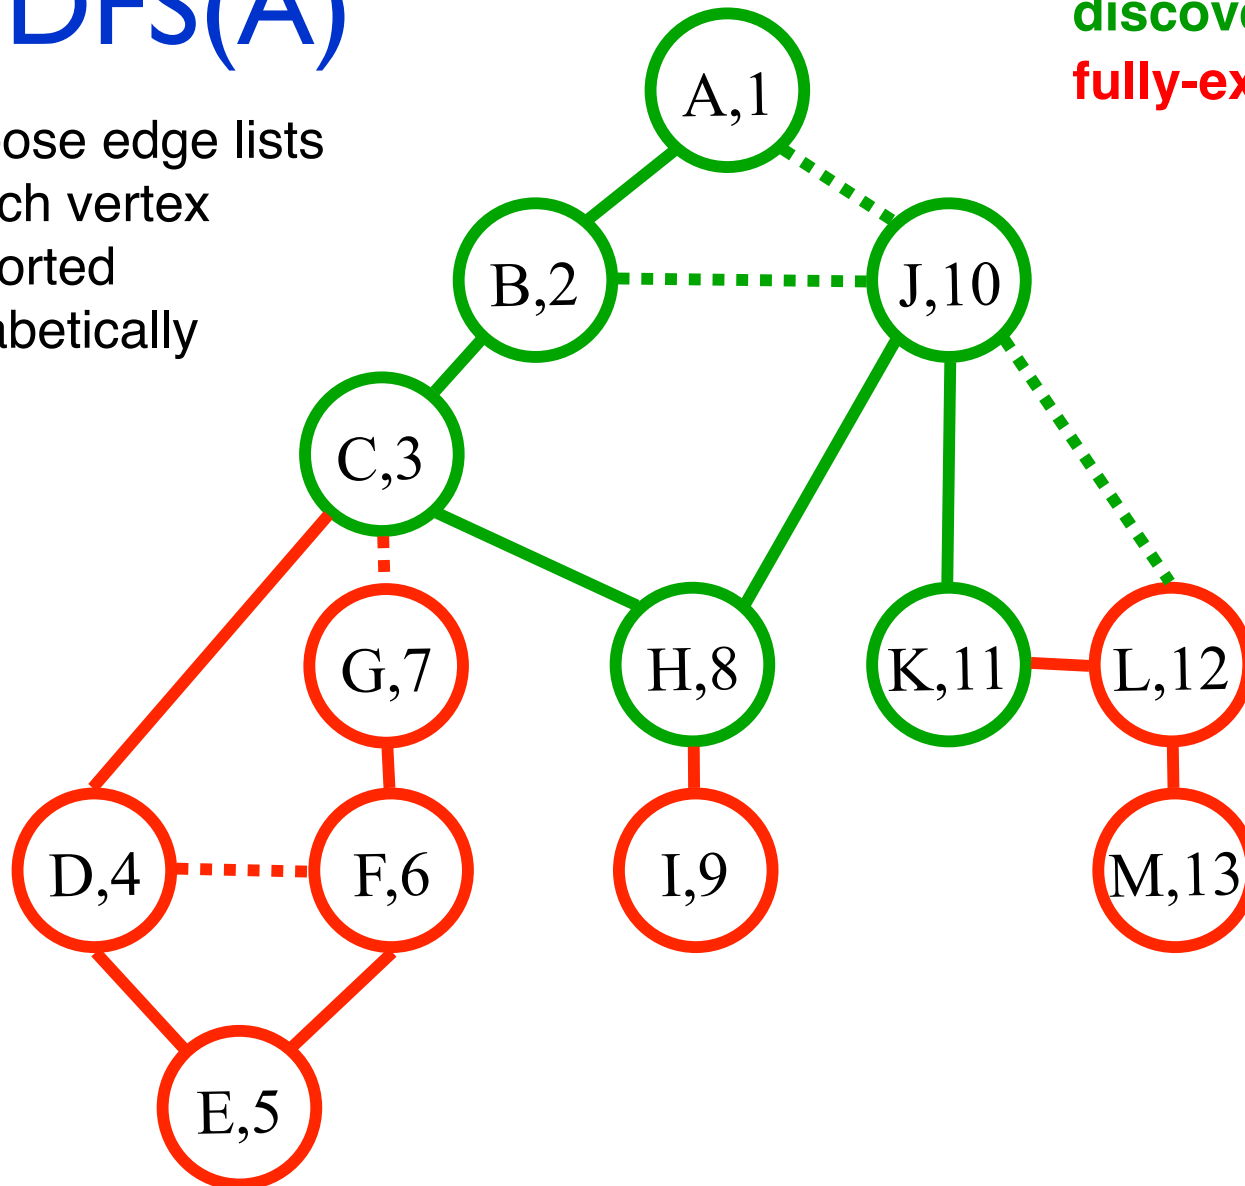 DFS(A)
discov
fully-ex
ose edge lists
ch vertex
orted
abetically
A,1
B,2
J,10
C,3
G,7
H,8
K,11
L,12
D,4
F,6
I,9
M,13
E,5